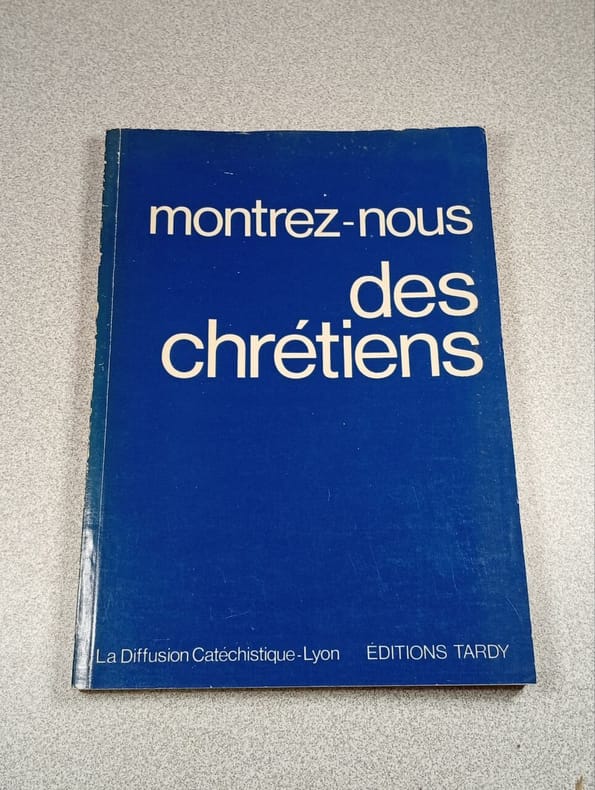 montrez-nous
des
chrétiens
La Diffusion Catéchistique-Lyon ÉDITIONS TARDY